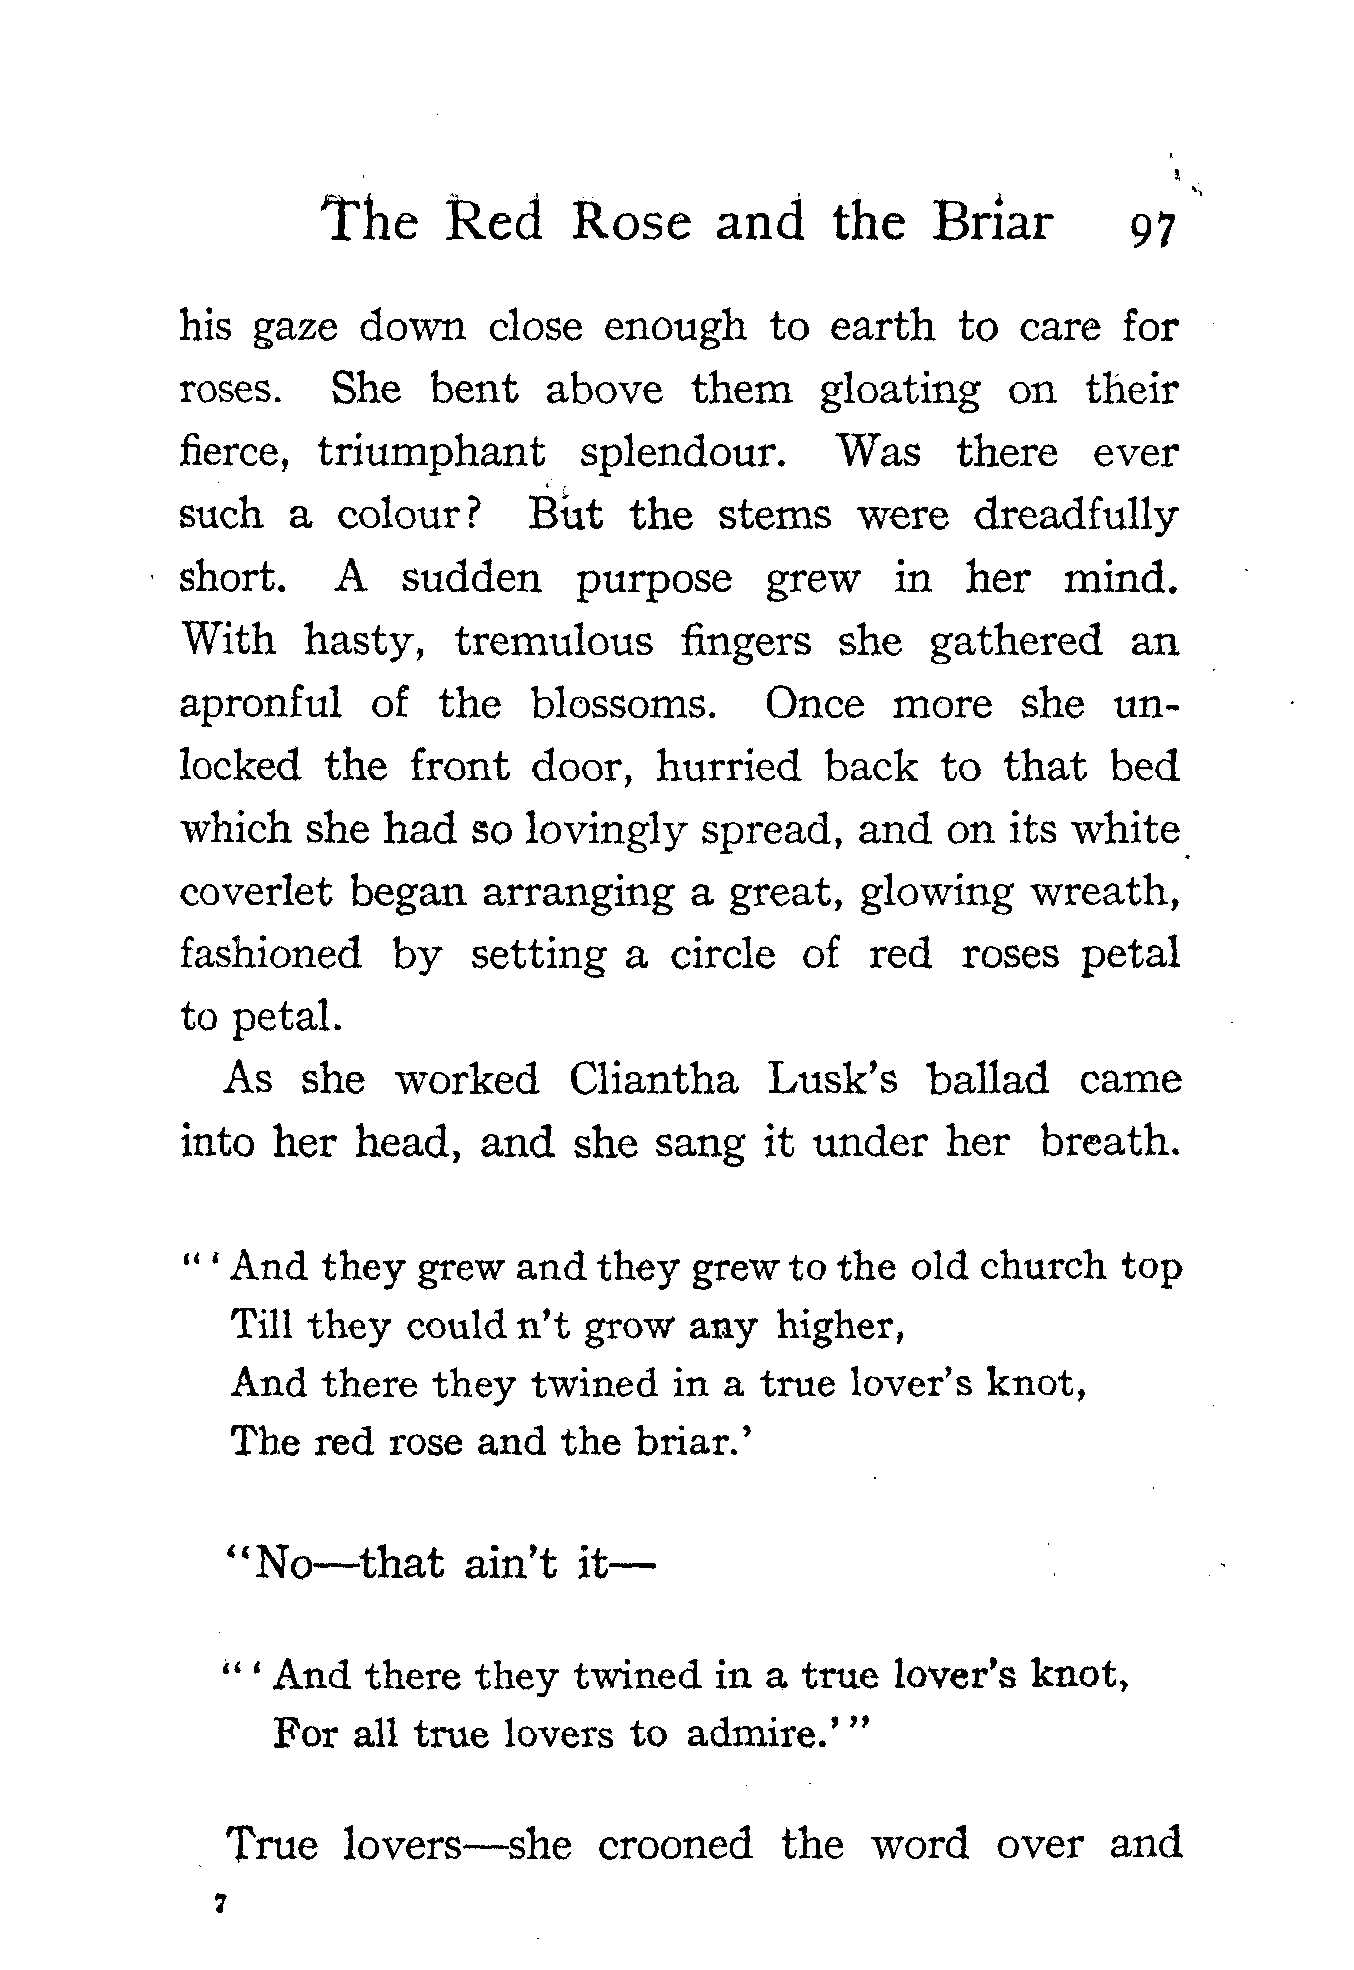 The Red Rose and the Briar 97
his gaze down close enough to earth to care for
roses. She bent above them gloating on their
fierce, triumphant splendour. Was there ever
such a colour? But the stems were dreadfully
short. A sudden purpose grew in her mind.
With hasty, tremulous fingers she gathered an
apronful of the blossoms. Once more she un-
locked the front door, hurried back to that bed
which she had so lovingly spread, and on its white
coverlet began arranging a great, glowing wreath,
fashioned by setting a circle of red roses petal
to petal.
As she worked Cliantha Lusk's ballad came
into her head, and she sang it under her breath.
"'And they grew and they grew to the old church top
Till they could n't grow any higher,
And there they twined in a true lover's knot,
The red rose and the briar.'
"No—that ain't it—
"'And there they twined in a true lover's knot,
For all true lovers to admire.'"
True lovers—she crooned the word over and
7